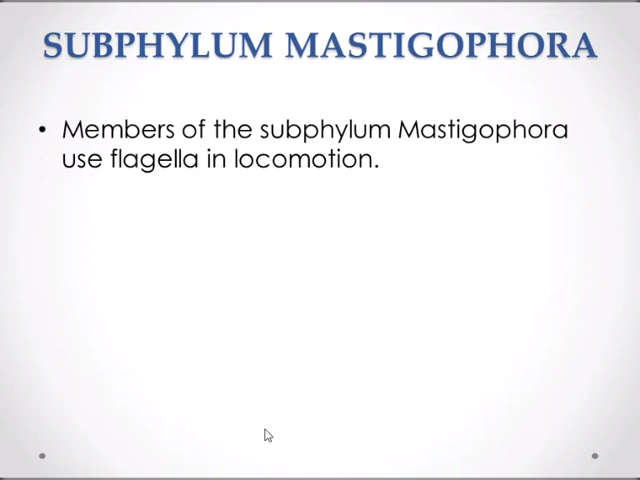 SUBPHYLUM MASTIGOPHORA
• Members of the subphylum Mastigophora
use flagella in locomotion.